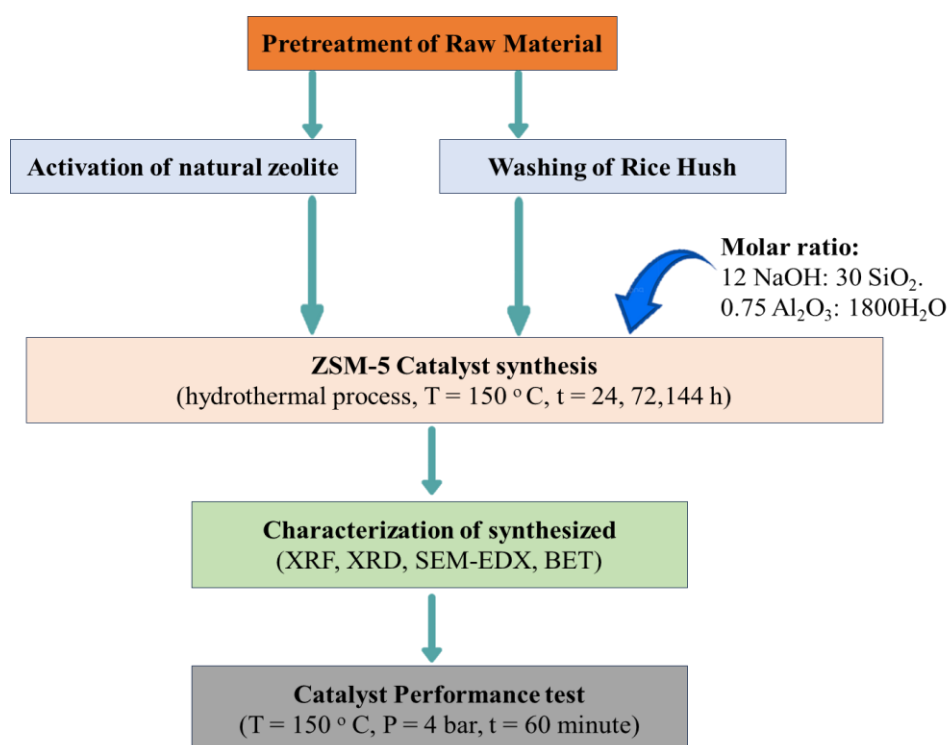 Pretreatment of Raw Material
Activation of natural zeolite
Washing of Rice Hush
Molar ratio:
12 NaOH: 30 SiO₂.
0.75 Al₂O₃: 1800H₂O
ZSM-5 Catalyst synthesis
(hydrothermal process, T = 150 ᵒ C, t = 24, 72,144 h)
Characterization of synthesized
(XRF, XRD, SEM-EDX, BET)
Catalyst Performance test
(T = 150 ᵒ C, P = 4 bar, t = 60 minute)